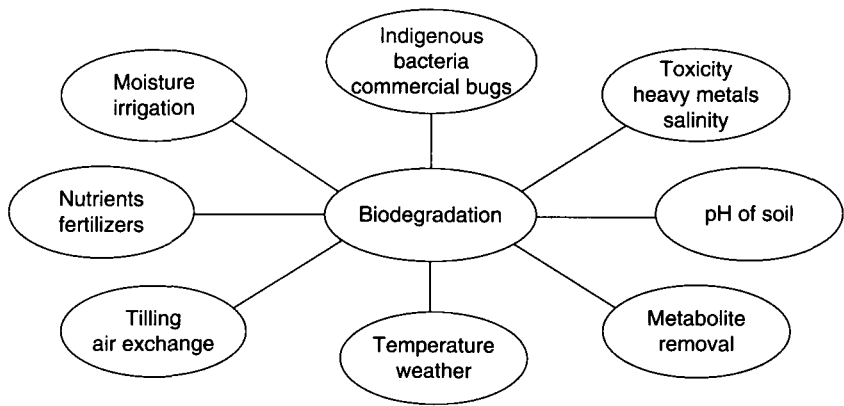 Indigenous
bacteria
commercial bugs
Moisture
irrigation
Toxicity
heavy metals
salinity
Nutrients
fertilizers
Biodegradation
pH of soil
Tilling
air exchange
Temperature
weather
Metabolite
removal